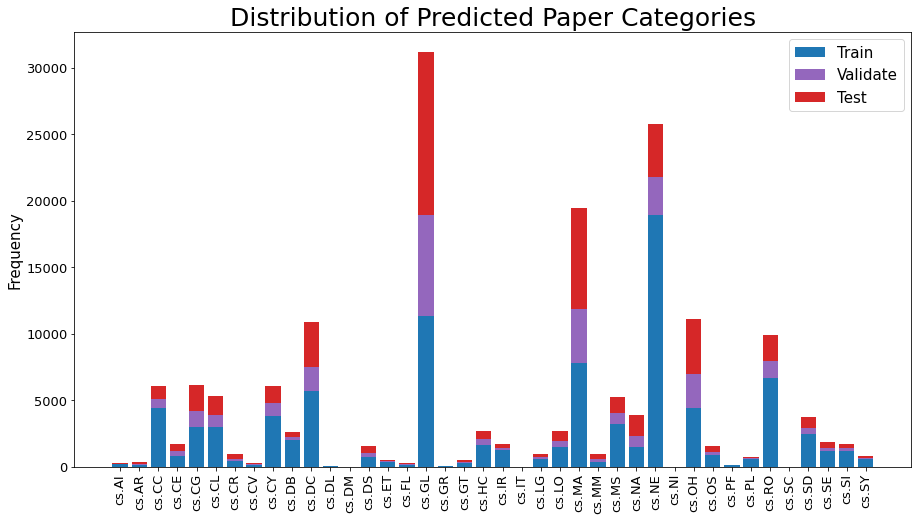 Distribution of Predicted Paper Categories
Train
Validate
Test
Frequency
30000
25000
20000
15000
10000
5000
0
cs.AI
cs.AR
cs.CC
cs.CE
cs.CG
cs.CL
cs.CR
cs.CV
cs.CY
cs.DB
cs.DC
cs.DL
cs.DM
cs.DS
cs.ET
cs.FL
cs.GL
cs.GR
cs.GT
cs.HC
cs.IR
cs.IT
cs.LG
cs.LO
cs.MA
cs.MM
cs.MS
cs.NA
cs.NE
cs.NI
cs.OH
cs.OS
cs.PF
cs.PL
cs.RO
cs.SC
cs.SD
cs.SE
cs.SI
cs.SY